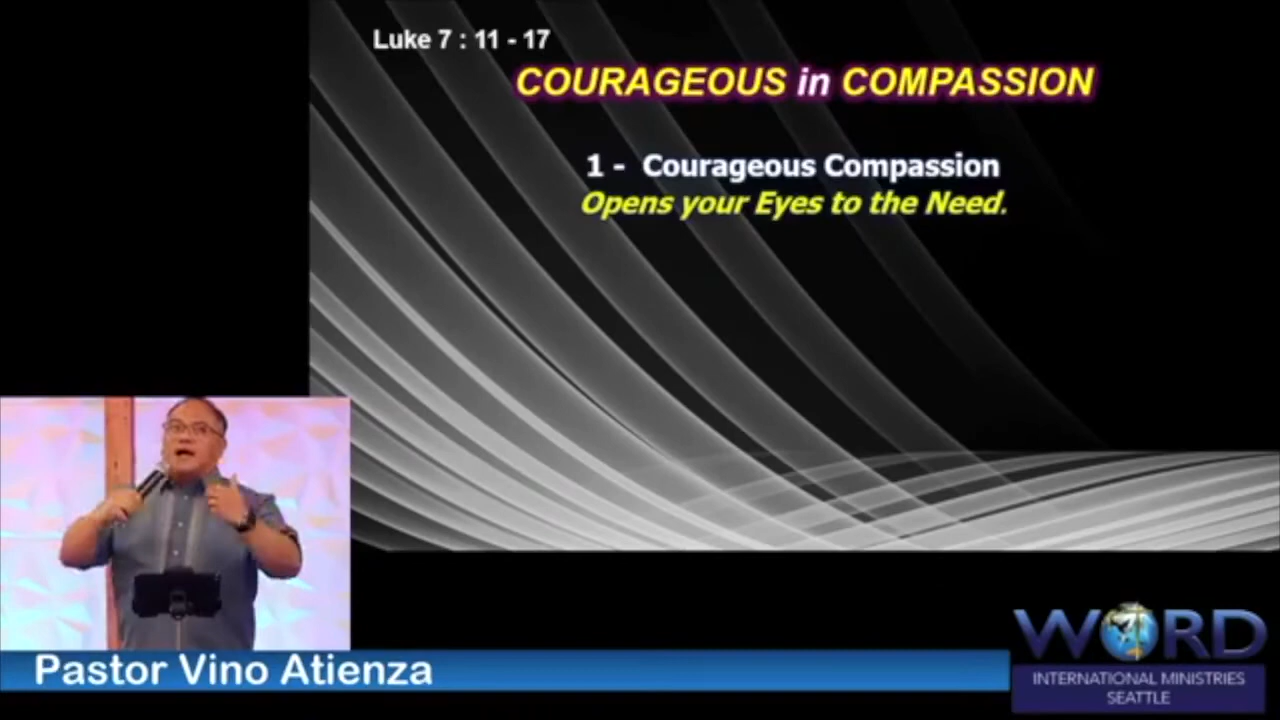 Luke 7 : 11 - 17
COURAGEOUS in COMPASSION
1 - Courageous Compassion
Opens your Eyes to the Need.
Pastor Vino Atienza
WORD
INTERNATIONAL MINISTRIES
SEATTLE